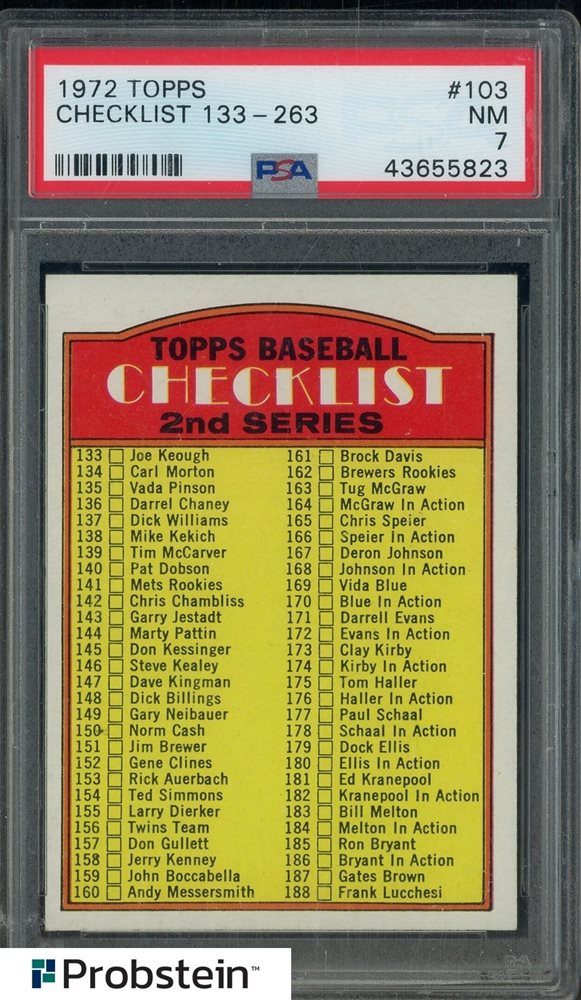 1972 TOPPS #103
CHECKLIST 133 – 263 NM
7
PSA 43655823
TOPPS BASEBALL
CHECKLIST
2nd SERIES
133 Joe Keough
134 Carl Morton
135 Vada Pinson
136 Darrel Chaney
137 Dick Williams
138 Mike Kekich
139 Tim McCarver
140 Pat Dobson
141 Mets Rookies
142 Chris Chambliss
143 Garry Jestadt
144 Marty Pattin
145 Don Kessinger
146 Steve Kealey
147 Dave Kingman
148 Dick Billings
149 Gary Neibauer
150 Norm Cash
151 Jim Brewer
152 Gene Clines
153 Rick Auerbach
154 Ted Simmons
155 Larry Dierker
156 Twins Team
157 Don Gullett
158 Jerry Kenney
159 John Boccabella
160 Andy Messersmith
161 Brock Davis
162 Brewers Rookies
163 Tug McGraw
164 McGraw In Action
165 Chris Speier
166 Speier In Action
167 Deron Johnson
168 Johnson In Action
169 Vida Blue
170 Blue In Action
171 Darrell Evans
172 Evans In Action
173 Clay Kirby
174 Kirby In Action
175 Tom Haller
176 Haller In Action
177 Paul Schaal
178 Schaal In Action
179 Dock Ellis
180 Ellis In Action
181 Ed Kranepool
182 Kranepool In Action
183 Bill Melton
184 Melton In Action
185 Ron Bryant
186 Bryant In Action
187 Gates Brown
188 Frank Lucchesi
Probstein™